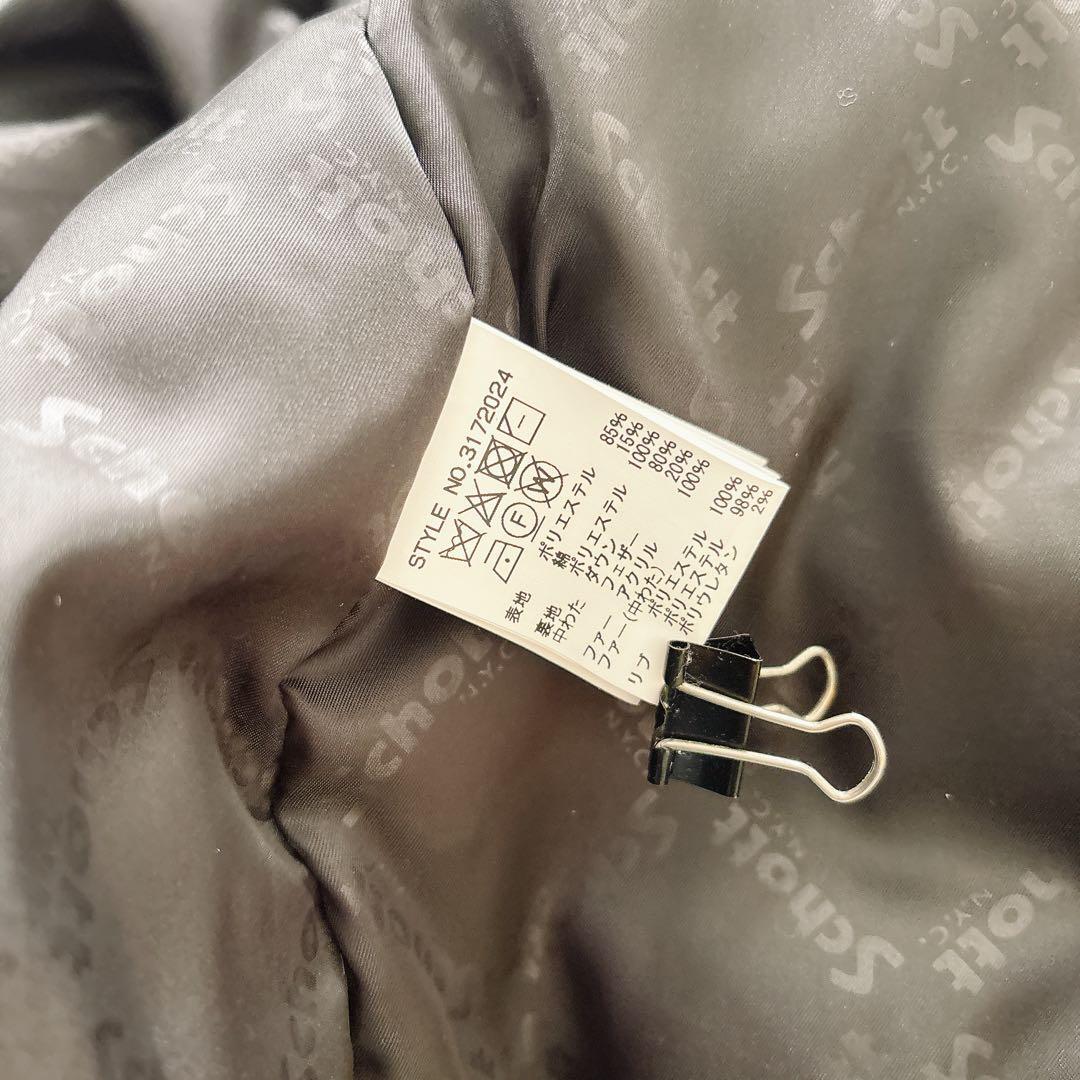 STYLE NO.3172024
F W
表地 ポリエステル 85%
綿 15%
裏地 ポリエステル 100%
中わた ダウン 80%
フェザー 20%
ファー アクリル 100%
ファー (中わた)
ポリエステル 100%
リブ ポリエステル 98%
ポリウレタン 2%
Schott
N.Y.C.
Schott
N.Y.C.
Schott
N.Y.C.